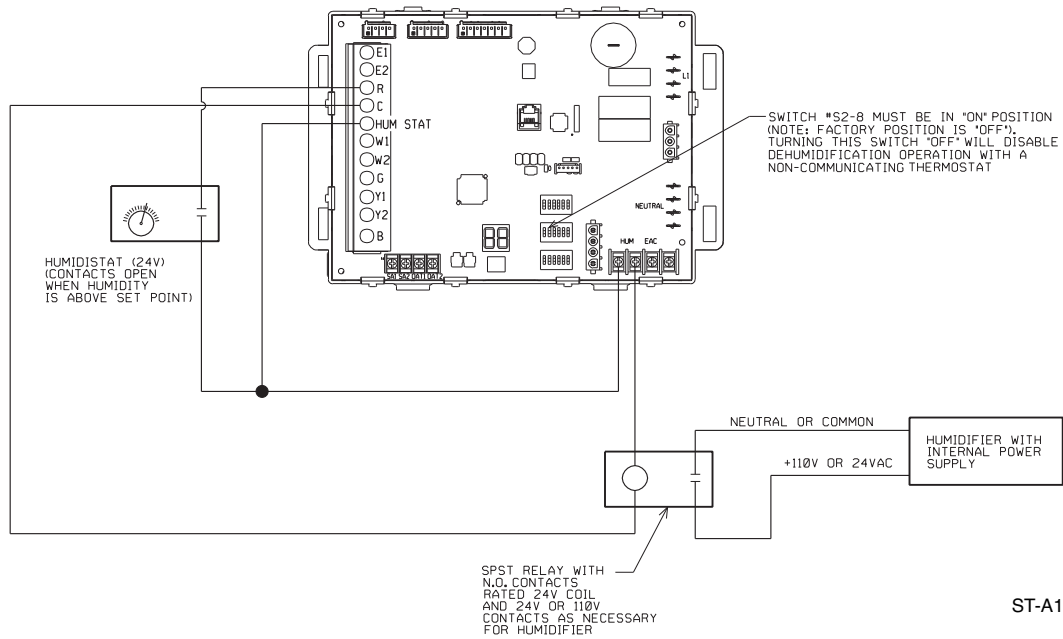 E1
E2
R
C
HUM STAT
W1
W2
G
Y1
Y2
B
SA1 SA2 OAT1 OAT2
L1
NEUTRAL
HUM EAC
SWITCH #S2-8 MUST BE IN "ON" POSITION
(NOTE: FACTORY POSITION IS "OFF").
TURNING THIS SWITCH "OFF" WILL DISABLE
DEHUMIDIFICATION OPERATION WITH A
NON-COMMUNICATING THERMOSTAT
HUMIDISTAT (24V)
(CONTACTS OPEN
WHEN HUMIDITY
IS ABOVE SET POINT)
NEUTRAL OR COMMON
+110V OR 24VAC
HUMIDIFIER WITH
INTERNAL POWER
SUPPLY
SPST RELAY WITH
N.O. CONTACTS
RATED 24V COIL
AND 24V OR 110V
CONTACTS AS NECESSARY
FOR HUMIDIFIER
ST-A1